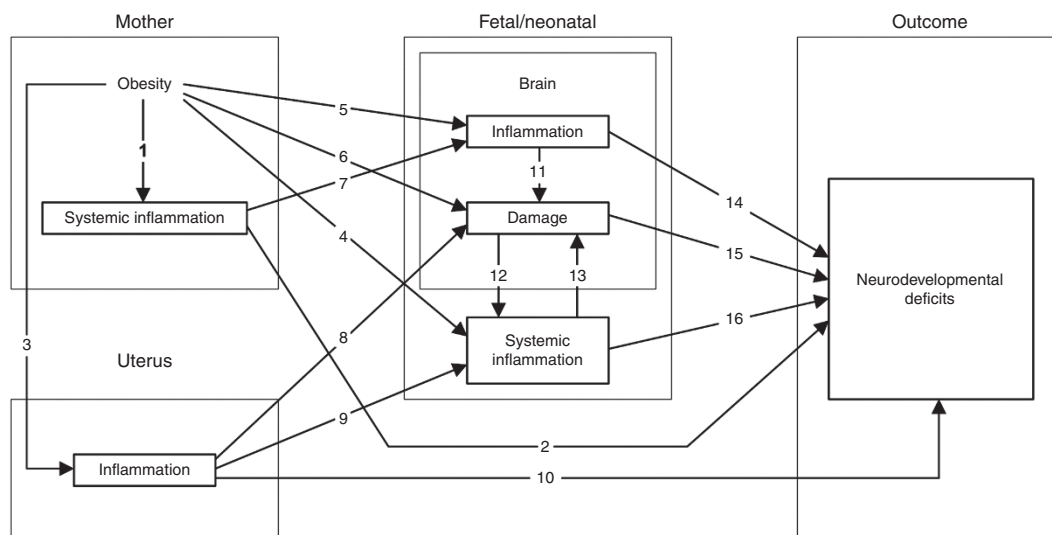 Mother
Fetal/neonatal
Outcome
Obesity
Brain
5
Inflammation
1
6
7
11
14
Systemic inflammation
Damage
4
15
12
13
Neurodevelopmental
deficits
16
3
8
Systemic
inflammation
Uterus
9
2
Inflammation
10